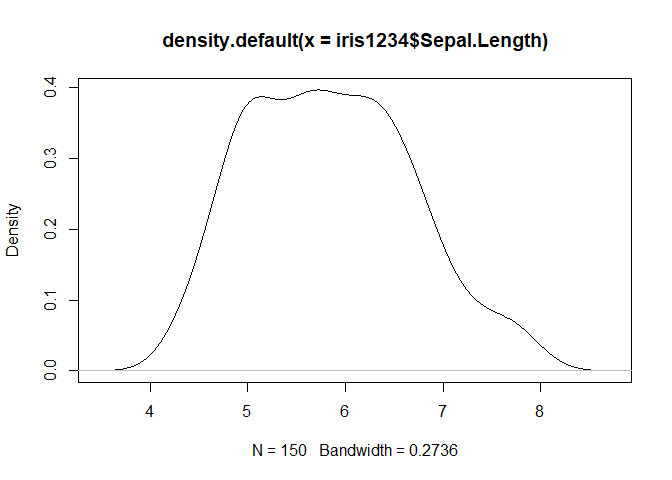 density.default(x = iris1234$Sepal.Length)
Density
0.4
0.3
0.2
0.1
0.0
4 5 6 7 8
N = 150 Bandwidth = 0.2736